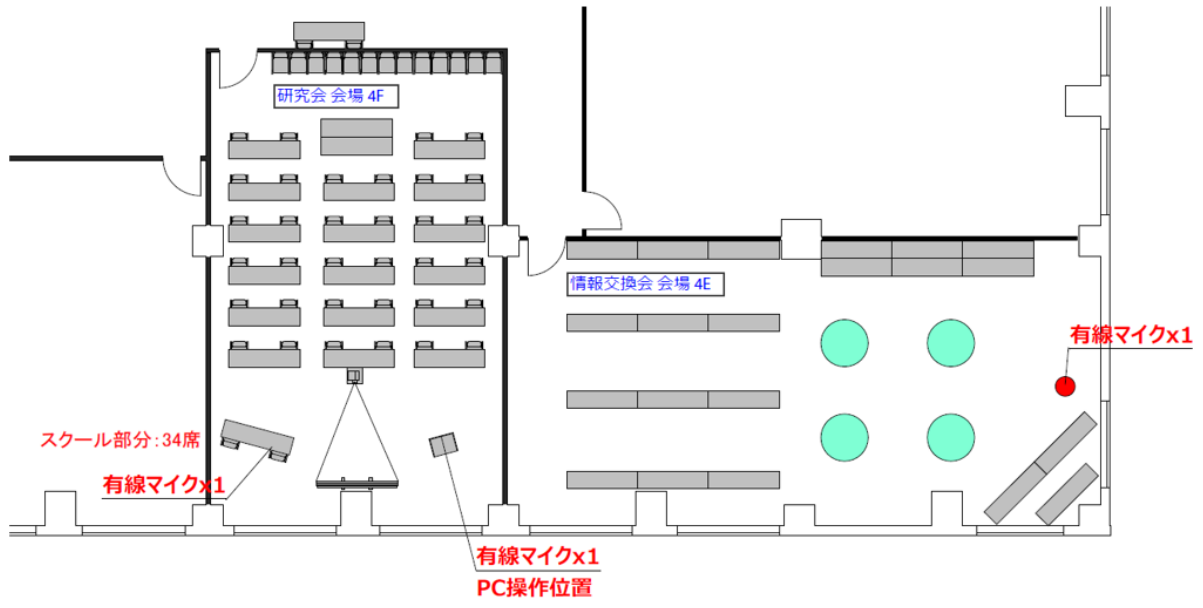 研究会 会場 4F
情報交換会 会場 4E
有線マイクx1
スクール部分:34席
有線マイクx1
有線マイクx1
PC操作位置